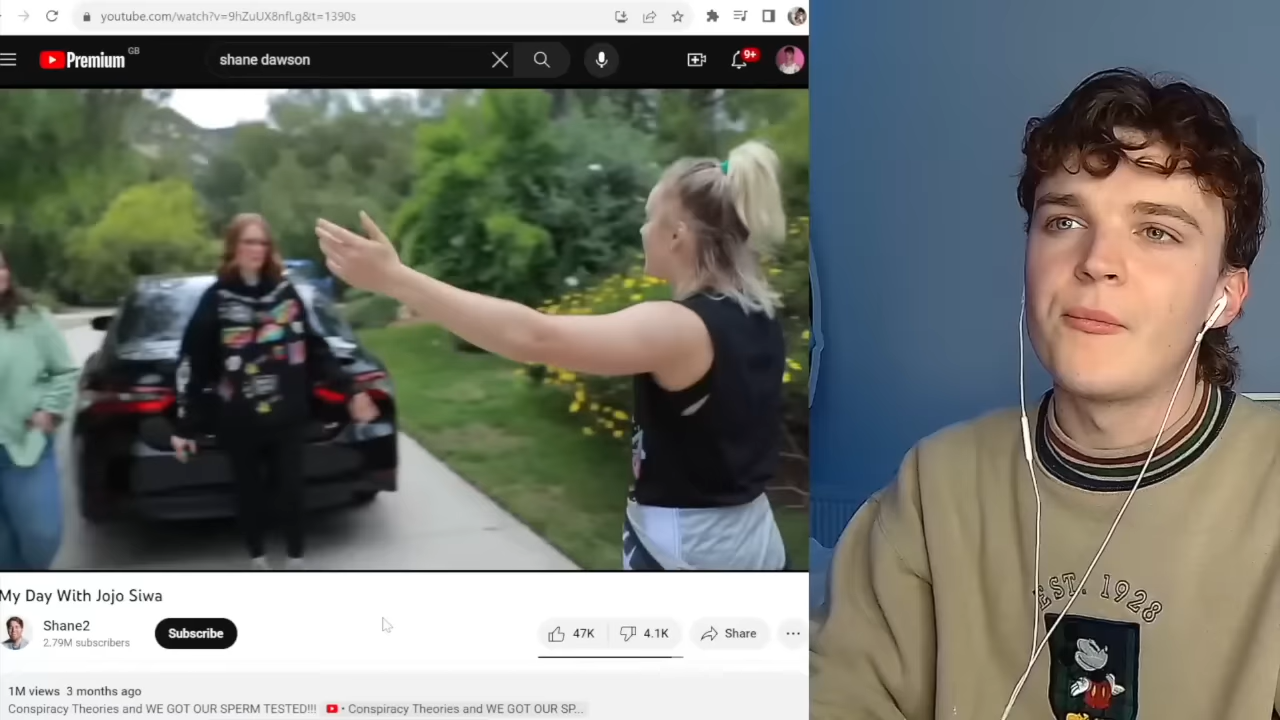 youtube.com/watch?v=9hZuUX8nfLg&t=1390s
Premium GB
shane dawson
9+
My Day With Jojo Siwa
Shane2
2.79M subscribers
Subscribe
47K
4.1K
Share
1M views 3 months ago
Conspiracy Theories and WE GOT OUR SPERM TESTED!!! • Conspiracy Theories and WE GOT OUR SP...
EST. 1928